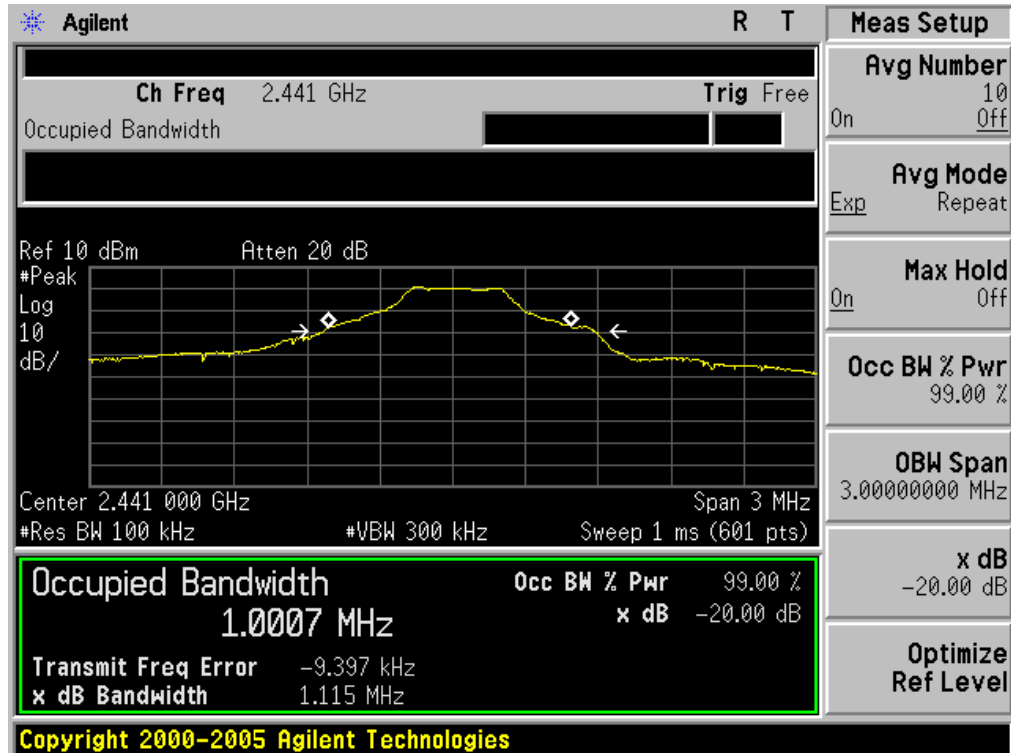 Agilent R T
Ch Freq 2.441 GHz Trig Free
Occupied Bandwidth
Ref 10 dBm Atten 20 dB
#Peak
Log
10
dB/
Center 2.441 000 GHz Span 3 MHz
#Res BW 100 kHz #VBW 300 kHz Sweep 1 ms (601 pts)
Occupied Bandwidth
1.0007 MHz
Occ BW % Pwr 99.00 %
x dB -20.00 dB
Transmit Freq Error -9.397 kHz
x dB Bandwidth 1.115 MHz
Copyright 2000-2005 Agilent Technologies
Meas Setup
Avg Number
10
On Off
Avg Mode
Exp Repeat
Max Hold
On Off
Occ BW % Pwr
99.00 %
OBW Span
3.00000000 MHz
x dB
-20.00 dB
Optimize
Ref Level